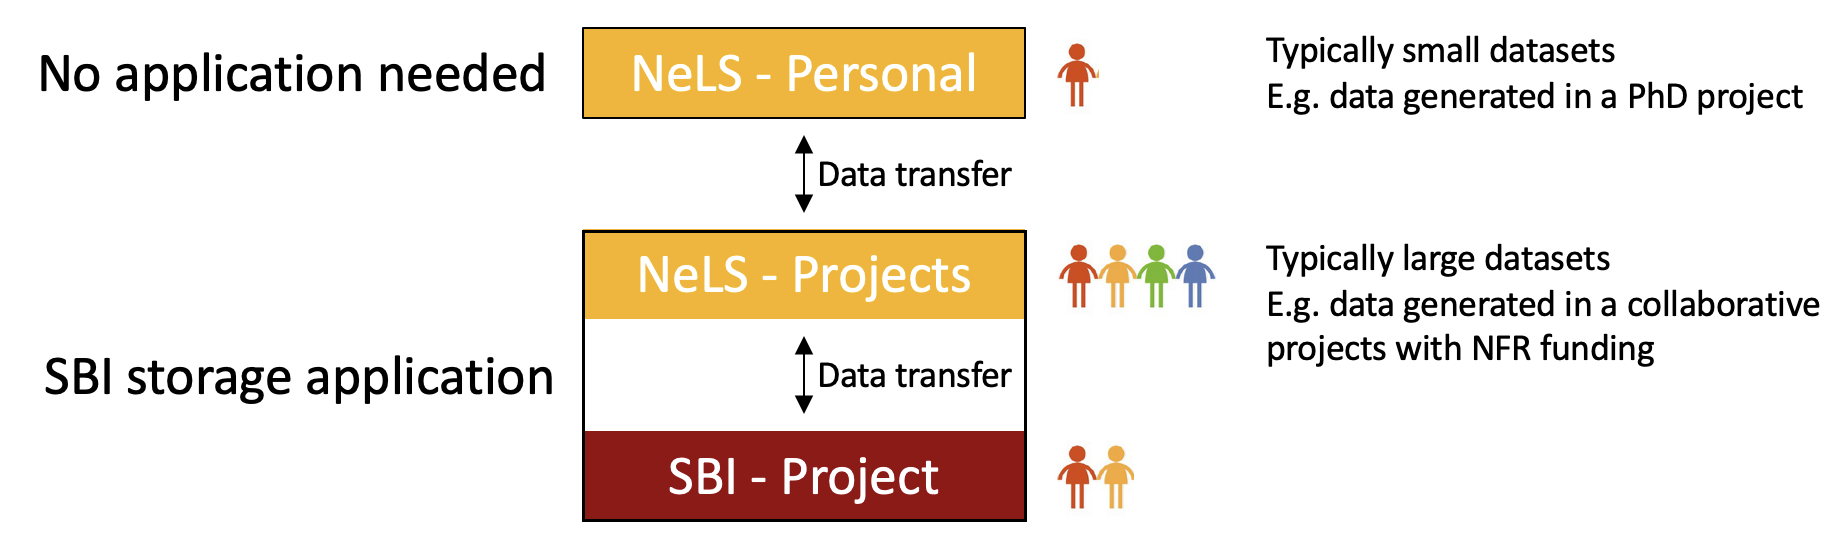 No application needed
NeLS - Personal
Typically small datasets
E.g. data generated in a PhD project
Data transfer
NeLS - Projects
Typically large datasets
E.g. data generated in a collaborative
projects with NFR funding
SBI storage application
Data transfer
SBI - Project